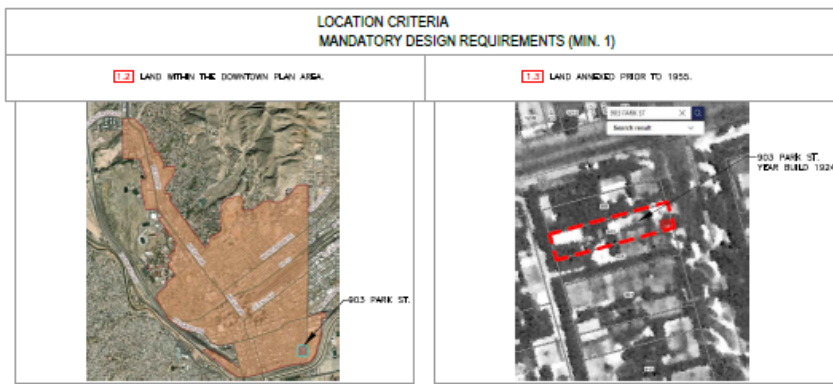 LOCATION CRITERIA
MANDATORY DESIGN REQUIREMENTS (MIN. 1)
1.2 LAND WITHIN THE DOWNTOWN PLAN AREA.
1.3 LAND ANNEXED PRIOR TO 1955.
903 PARK ST.
903 PARK ST
Search result
903 PARK ST.
YEAR BUILD 1924